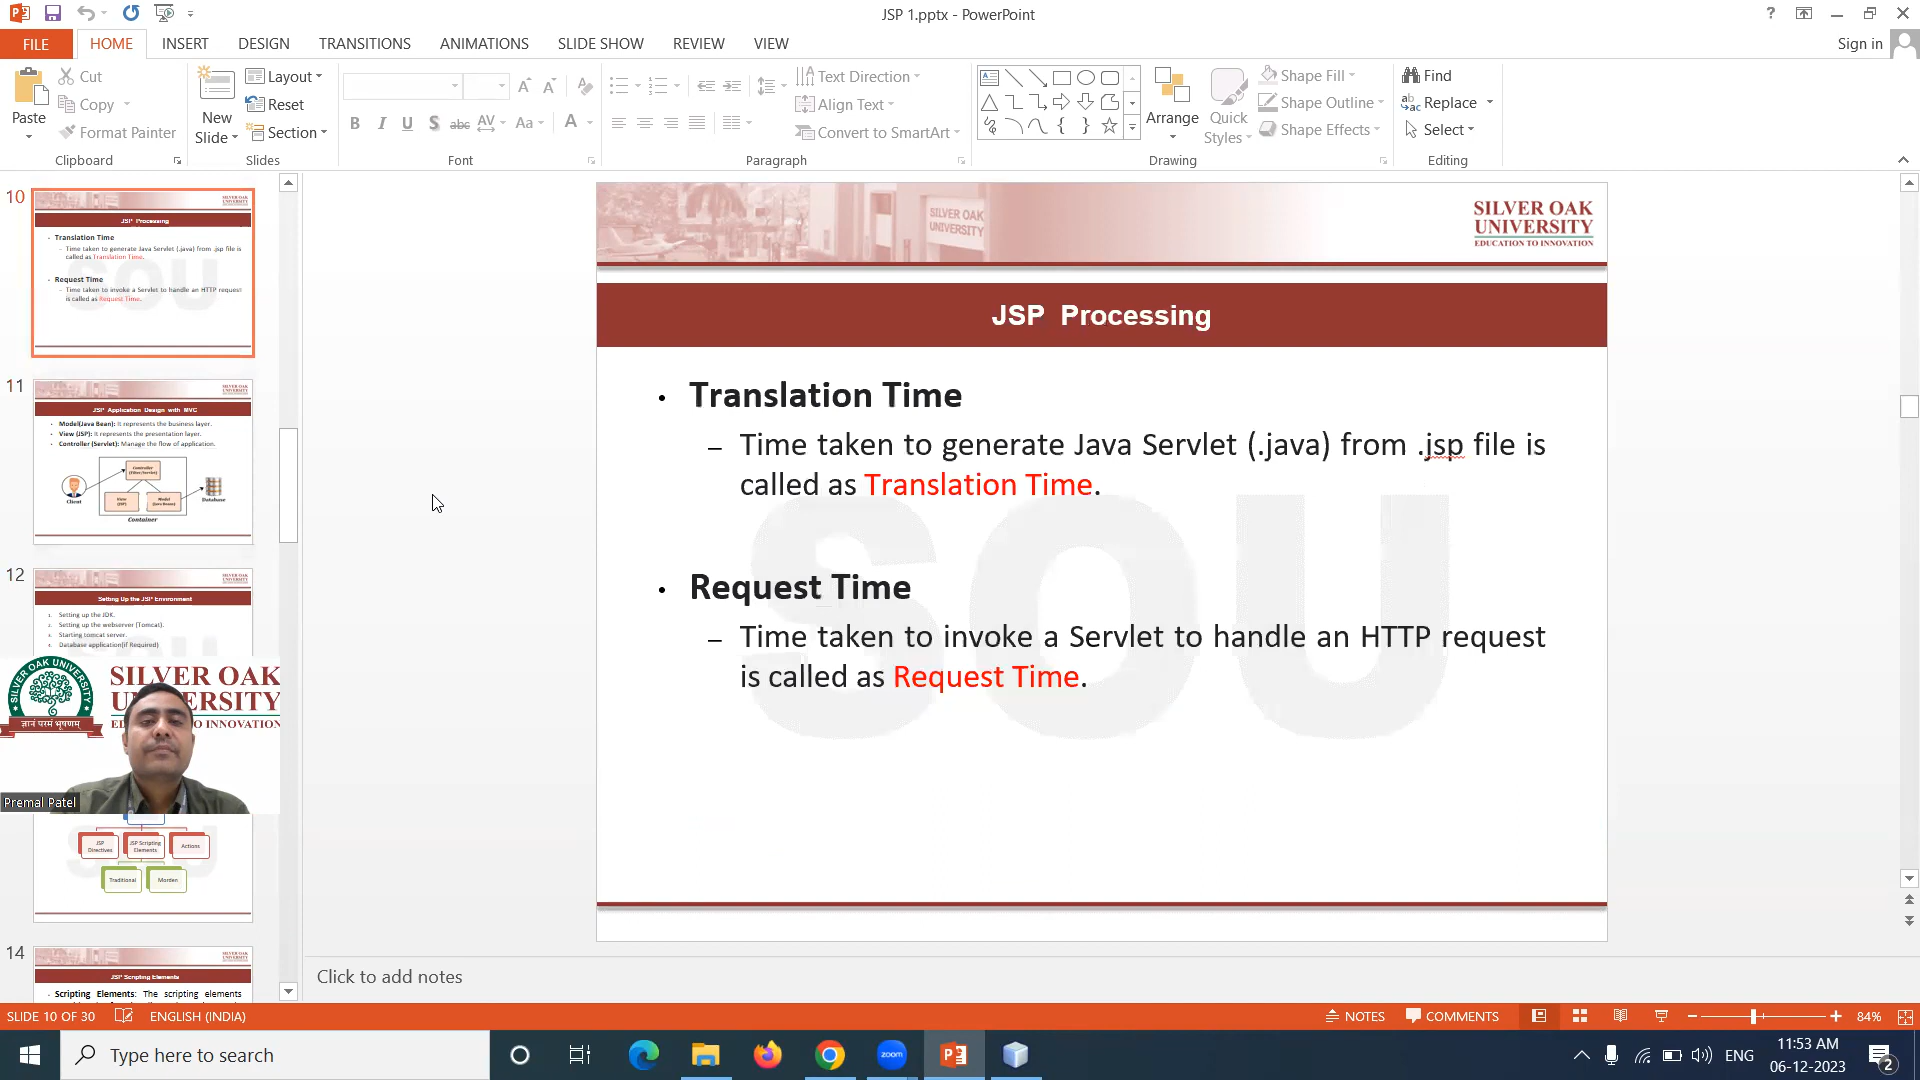 JSP 1.pptx - PowerPoint
FILE HOME INSERT DESIGN TRANSITIONS ANIMATIONS SLIDE SHOW REVIEW VIEW Sign in
Paste
Cut
Copy
Format Painter
Clipboard
New
Slide
Layout
Reset
Section
Slides
Font
Text Direction
Align Text
Convert to SmartArt
Paragraph
Arrange
Quick
Styles
Shape Fill
Shape Outline
Shape Effects
Drawing
Find
Replace
Select
Editing
10
JSP Processing
Translation Time
Time taken to generate Java Servlet (.java) from .jsp file is
called as Translation Time.
Request Time
Time taken to invoke a Servlet to handle an HTTP request
is called as Request Time.
11
JSP Application Design with MVC
Model(Java Bean): It represents the business layer.
View (JSP): It represents the presentation layer.
Controller (Servlet): Manage the flow of application.
Client
Container
Database
12
Setting Up the JSP Environment
Setting up the JDK.
Setting up the webserver (Tomcat).
Starting tomcat server.
Database application(if Required)
SILVER OAK
UNIVERSITY
EDUCATION TO INNOVATION
SILVER OAK UNIVERSITY
ज्ञानं परमं भूषणम्
Premal Patel
JSP
Directives
JSP Scripting
Elements
Actions
Traditional
Morden
14
JSP Scripting Elements
Scripting Elements: The scripting elements
SILVER OAK
UNIVERSITY
SILVER OAK
UNIVERSITY
EDUCATION TO INNOVATION
JSP Processing
• Translation Time
– Time taken to generate Java Servlet (.java) from .jsp file is
called as Translation Time.
• Request Time
– Time taken to invoke a Servlet to handle an HTTP request
is called as Request Time.
SOU
Click to add notes
SLIDE 10 OF 30 ENGLISH (INDIA) NOTES COMMENTS 84%
Type here to search
zoom
ENG
11:53 AM
06-12-2023
2